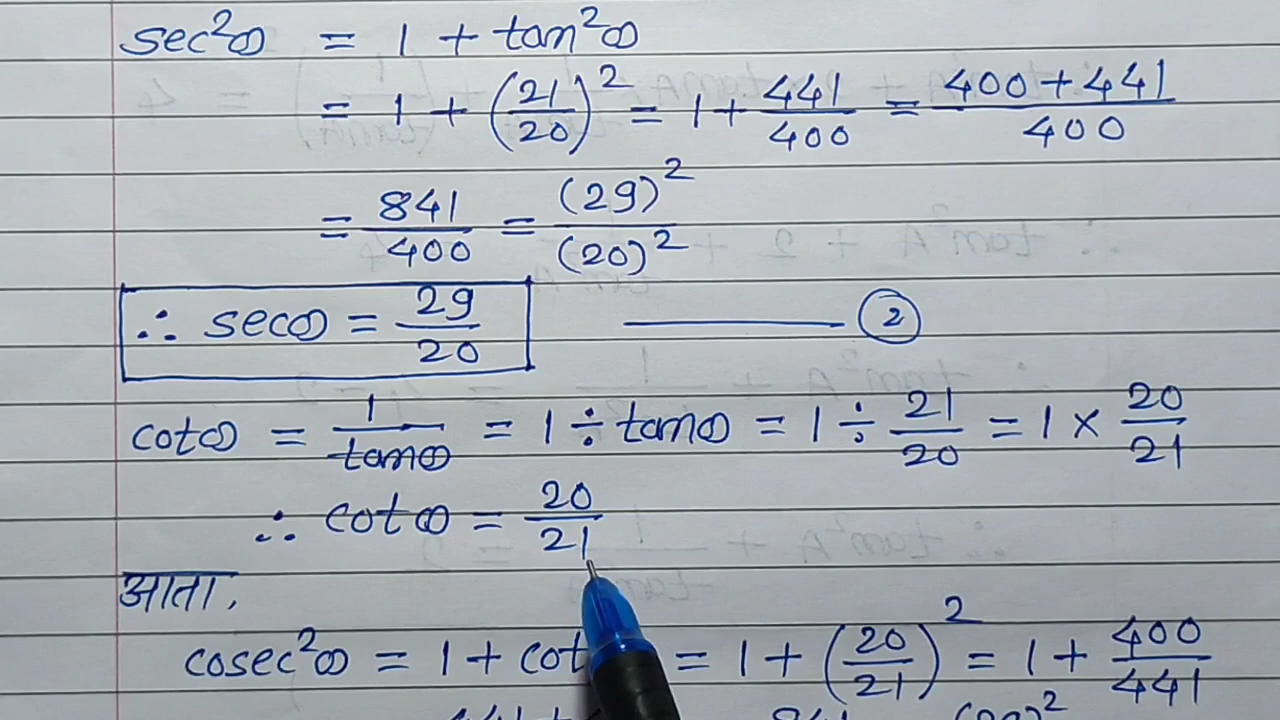 sec²θ = 1 + tan²θ
= 1 + (21/20)² = 1 + 441/400 = 400 + 441/400
= 841/400 = (29)²/(20)²
∴ secθ = 29/20 ——— ②
cotθ = 1/tanθ = 1 ÷ tanθ = 1 ÷ 21/20 = 1 × 20/21
∴ cotθ = 20/21
आता,
cosec²θ = 1 + cot = 1 + (20/21)² = 1 + 400/441